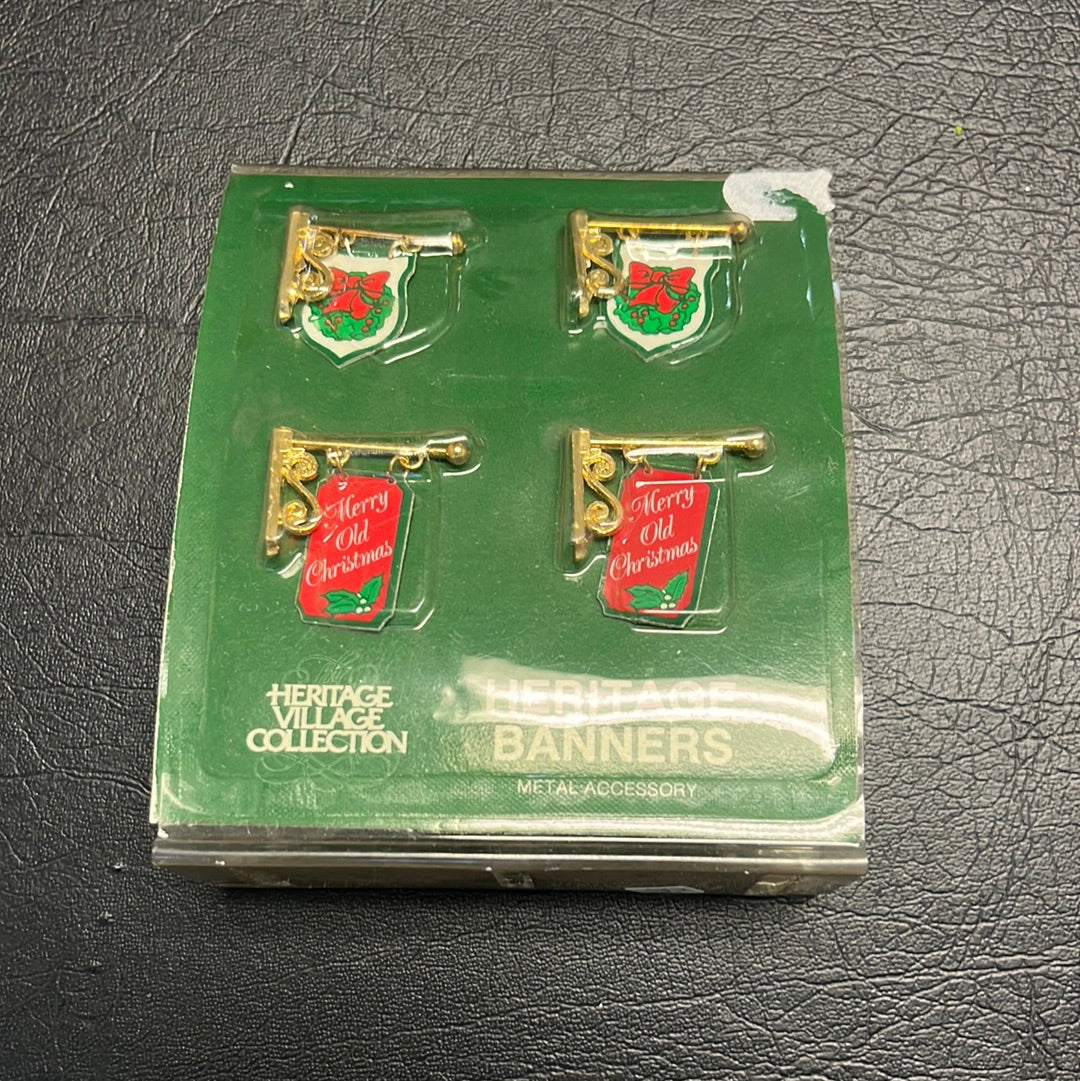 Merry
Old
Christmas
Merry
Old
Christmas
HERITAGE
VILLAGE
COLLECTION
HERITAGE
BANNERS
METAL ACCESSORY